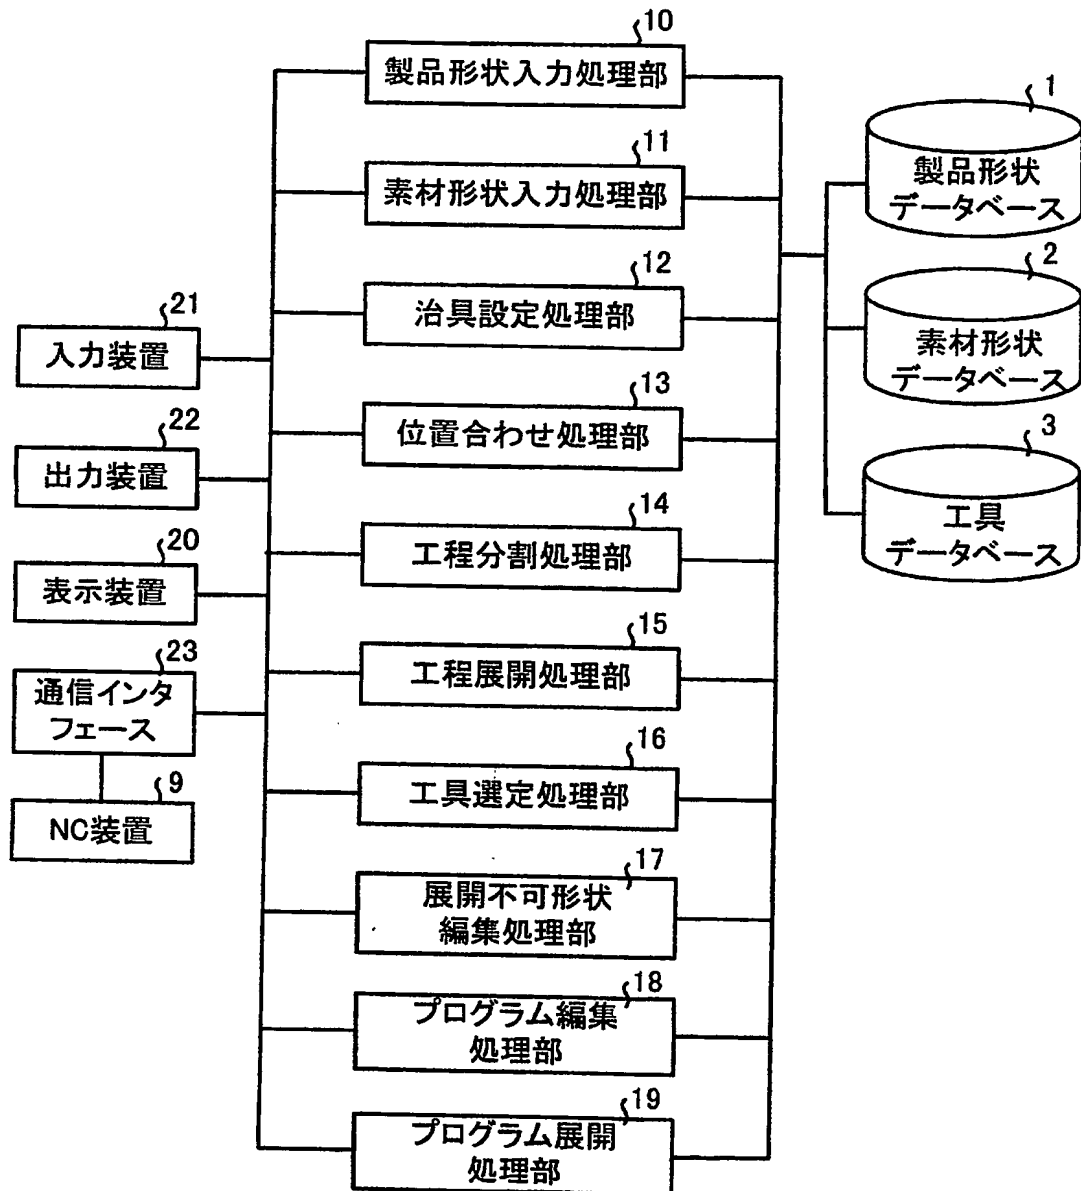 10
製品形状入力処理部
11
素材形状入力処理部
12
治具設定処理部
13
位置合わせ処理部
14
工程分割処理部
15
工程展開処理部
16
工具選定処理部
17
展開不可形状
編集処理部
18
プログラム編集
処理部
19
プログラム展開
処理部
21
入力装置
22
出力装置
20
表示装置
23
通信インタ
フェース
9
NC装置
1
製品形状
データベース
2
素材形状
データベース
3
工具
データベース